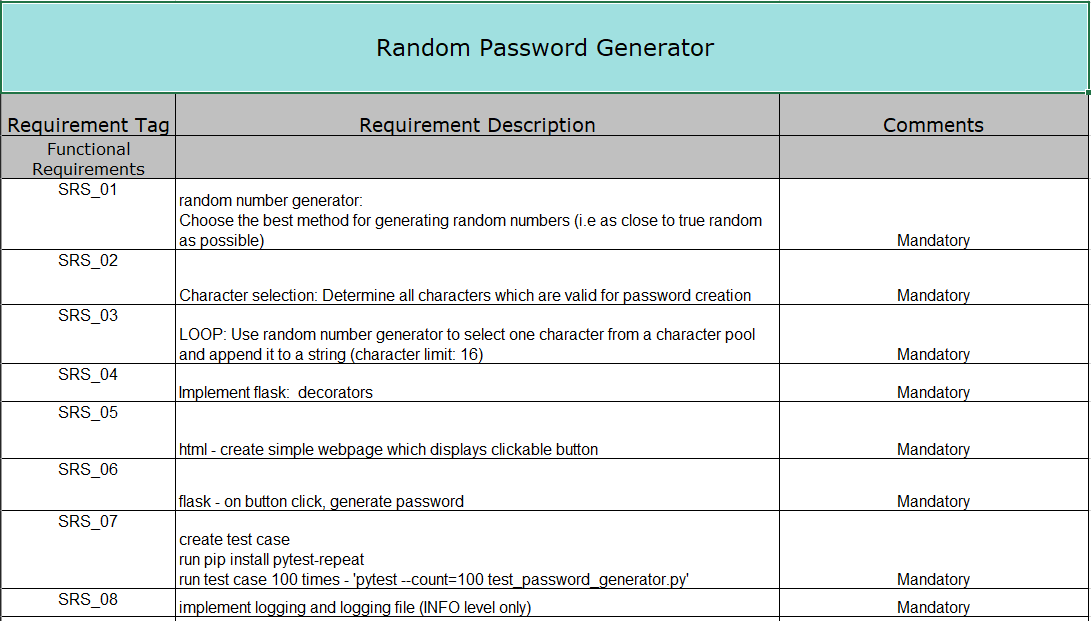 Random Password Generator
Requirement Tag Requirement Description Comments
Functional
Requirements
SRS_01
random number generator:
Choose the best method for generating random numbers (i.e as close to true random
as possible) Mandatory
SRS_02
Character selection: Determine all characters which are valid for password creation Mandatory
SRS_03
LOOP: Use random number generator to select one character from a character pool
and append it to a string (character limit: 16) Mandatory
SRS_04
Implement flask:  decorators Mandatory
SRS_05
html - create simple webpage which displays clickable button Mandatory
SRS_06
flask - on button click, generate password Mandatory
SRS_07
create test case
run pip install pytest-repeat
run test case 100 times - 'pytest --count=100 test_password_generator.py' Mandatory
SRS_08
implement logging and logging file (INFO level only) Mandatory